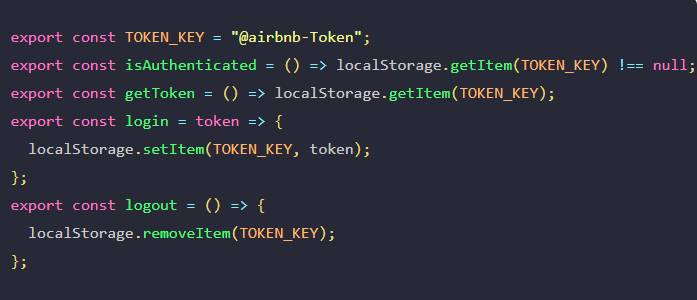 export const TOKEN_KEY = "@airbnb-Token";
export const isAuthenticated = () => localStorage.getItem(TOKEN_KEY) !== null;
export const getToken = () => localStorage.getItem(TOKEN_KEY);
export const login = token => {
  localStorage.setItem(TOKEN_KEY, token);
};
export const logout = () => {
  localStorage.removeItem(TOKEN_KEY);
};